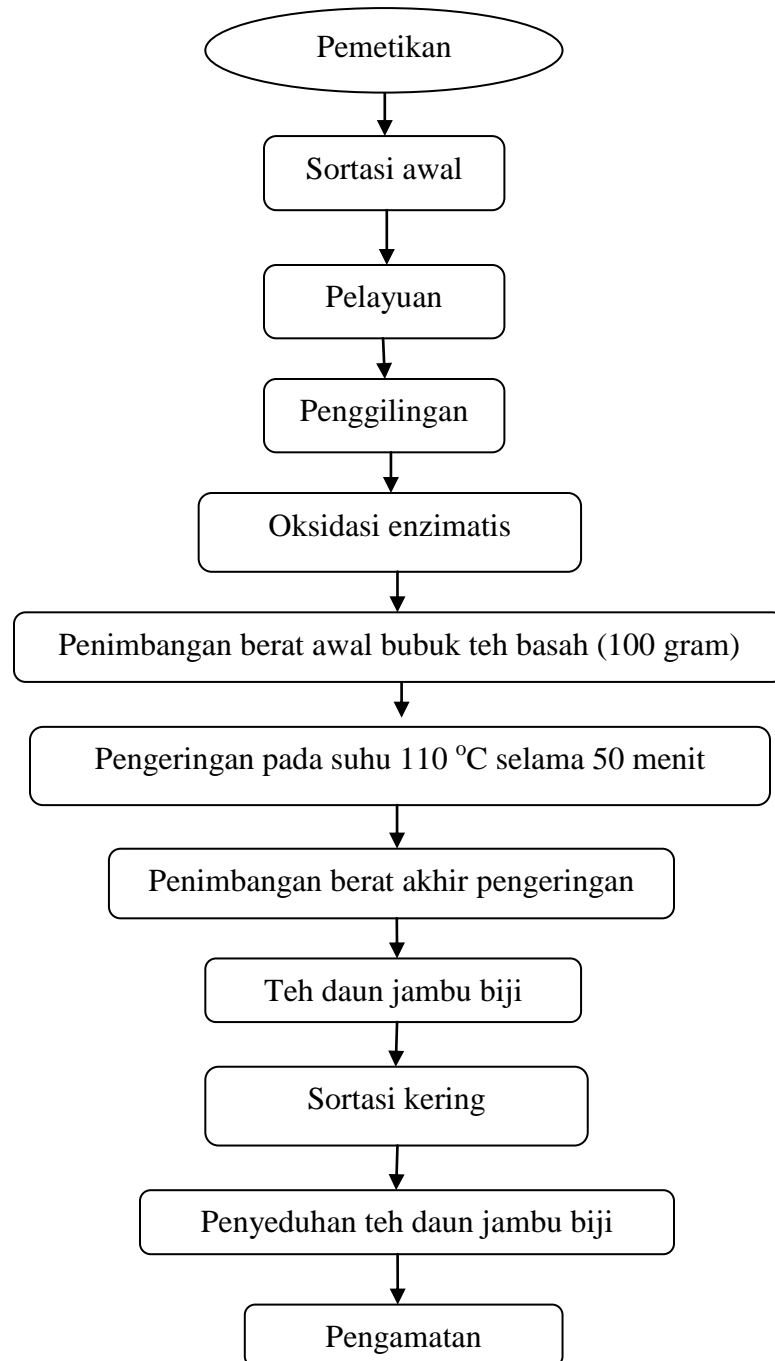 Pemetikan
Sortasi awal
Pelayuan
Penggilingan
Oksidasi enzimatis
Penimbangan berat awal bubuk teh basah (100 gram)
Pengeringan pada suhu 110 °C selama 50 menit
Penimbangan berat akhir pengeringan
Teh daun jambu biji
Sortasi kering
Penyeduhan teh daun jambu biji
Pengamatan